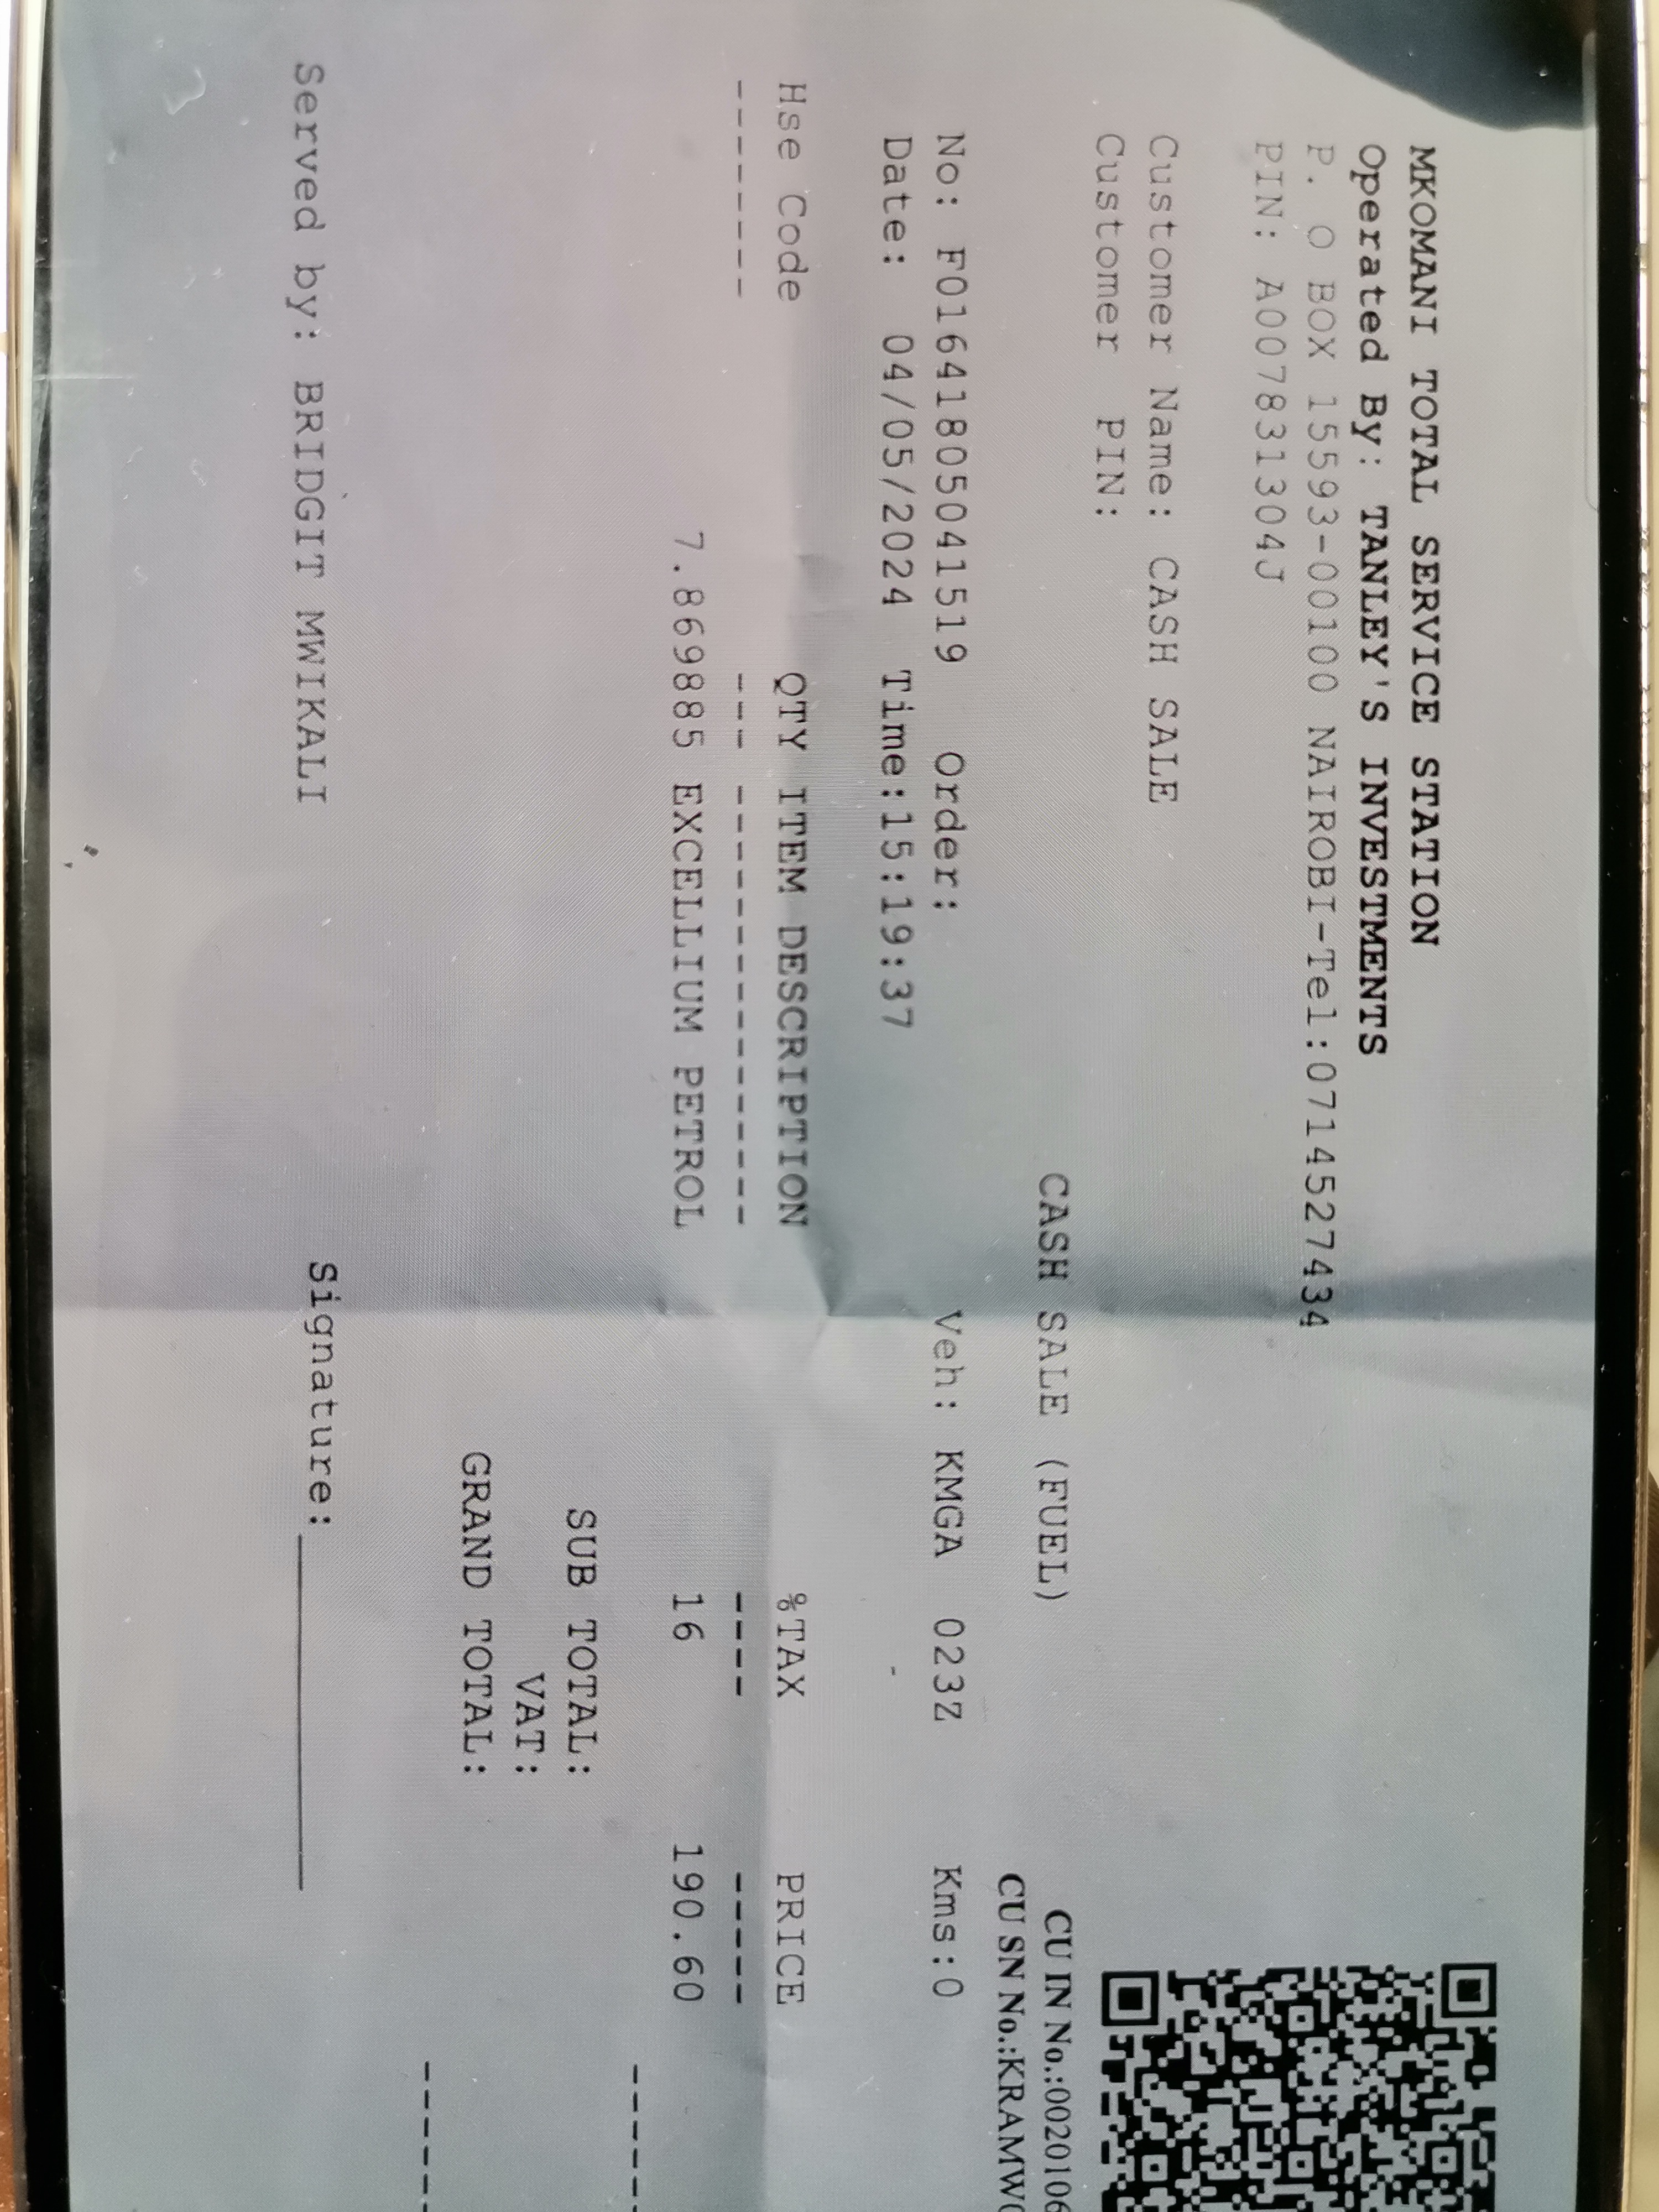 MKOMANI TOTAL SERVICE STATION
Operated By: TANLEY'S INVESTMENTS
P. O BOX 15593-00100 NAIROBI-Tel:0714527434
PIN: A007831304J
Customer Name: CASH SALE
Customer PIN:
CASH SALE (FUEL)
CU IN No.:0020106
CU SN No.:KRAMW
No: F01641805041519 Order: Veh: KMGA 023Z Kms:0
Date: 04/05/2024 Time:15:19:37
Hse Code QTY ITEM DESCRIPTION %TAX PRICE
7.869885 EXCELLIUM PETROL 16 190.60
SUB TOTAL:
VAT:
GRAND TOTAL:
Served by: BRIDGIT MWIKALI Signature: